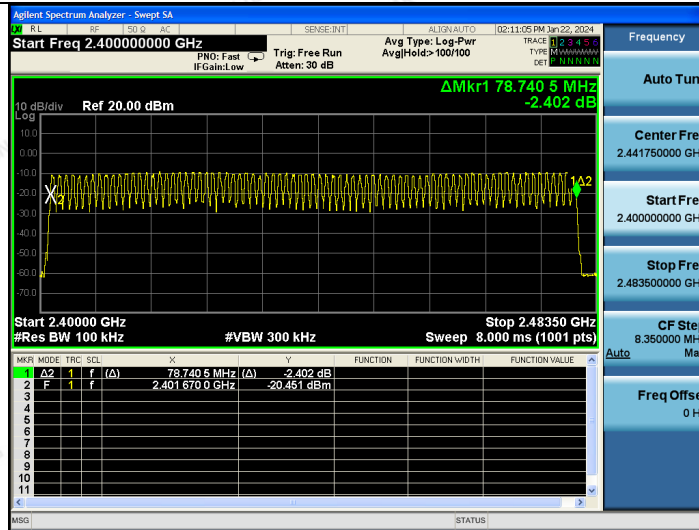 Agilent Spectrum Analyzer - Swept SA
LXI RL RF 50 Ω AC SENSE:INT ALIGNAUTO 02:11:05 PM Jan 22, 2024
Start Freq 2.400000000 GHz
PNO: Fast
IFGain:Low
Trig: Free Run
Atten: 30 dB
Avg Type: Log-Pwr
Avg|Hold:>100/100
TRACE 1 2 3 4 5 6
TYPE MWWWWW
DET P N N N N N
ΔMkr1 78.740 5 MHz
-2.402 dB
10 dB/div Ref 20.00 dBm
Log
10.0
0.00
-10.0
-20.0
-30.0
-40.0
-50.0
-60.0
-70.0
2
1Δ2
Start 2.40000 GHz Stop 2.48350 GHz
#Res BW 100 kHz #VBW 300 kHz Sweep 8.000 ms (1001 pts)
MKR MODE TRC SCL X Y FUNCTION FUNCTION WIDTH FUNCTION VALUE
1 Δ2 1 f (Δ) 78.740 5 MHz (Δ) -2.402 dB
2 F 1 f 2.401 670 0 GHz -20.451 dBm
3
4
5
6
7
8
9
10
11
MSG STATUS
Frequency
Auto Tun
Center Fre
2.441750000 GH
Start Fre
2.400000000 GH
Stop Fre
2.483500000 GH
CF Ste
8.350000 MH
Auto Ma
Freq Offse
0 H